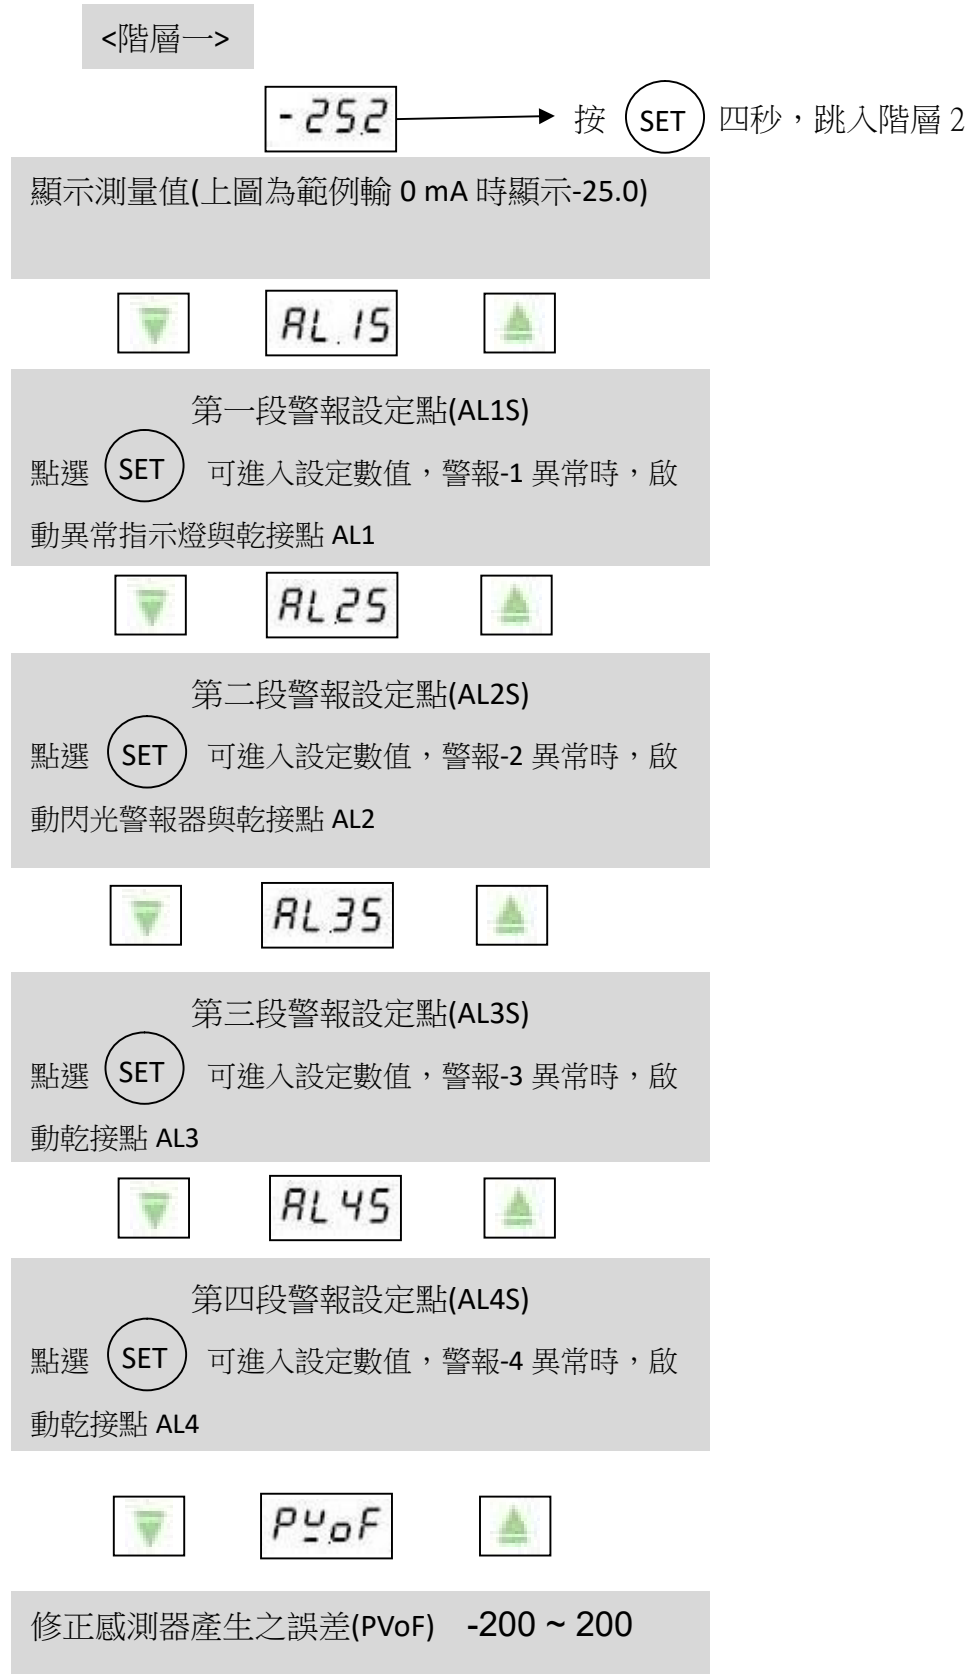 <階層一>
-25.2 按 SET 四秒，跳入階層 2
顯示測量值(上圖為範例輸 0 mA 時顯示-25.0)
AL.1S
第一段警報設定點(AL1S)
點選 SET 可進入設定數值，警報-1 異常時，啟
動異常指示燈與乾接點 AL1
AL.2S
第二段警報設定點(AL2S)
點選 SET 可進入設定數值，警報-2 異常時，啟
動閃光警報器與乾接點 AL2
AL.3S
第三段警報設定點(AL3S)
點選 SET 可進入設定數值，警報-3 異常時，啟
動乾接點 AL3
AL4S
第四段警報設定點(AL4S)
點選 SET 可進入設定數值，警報-4 異常時，啟
動乾接點 AL4
PV.oF
修正感測器產生之誤差(PVoF) -200 ~ 200